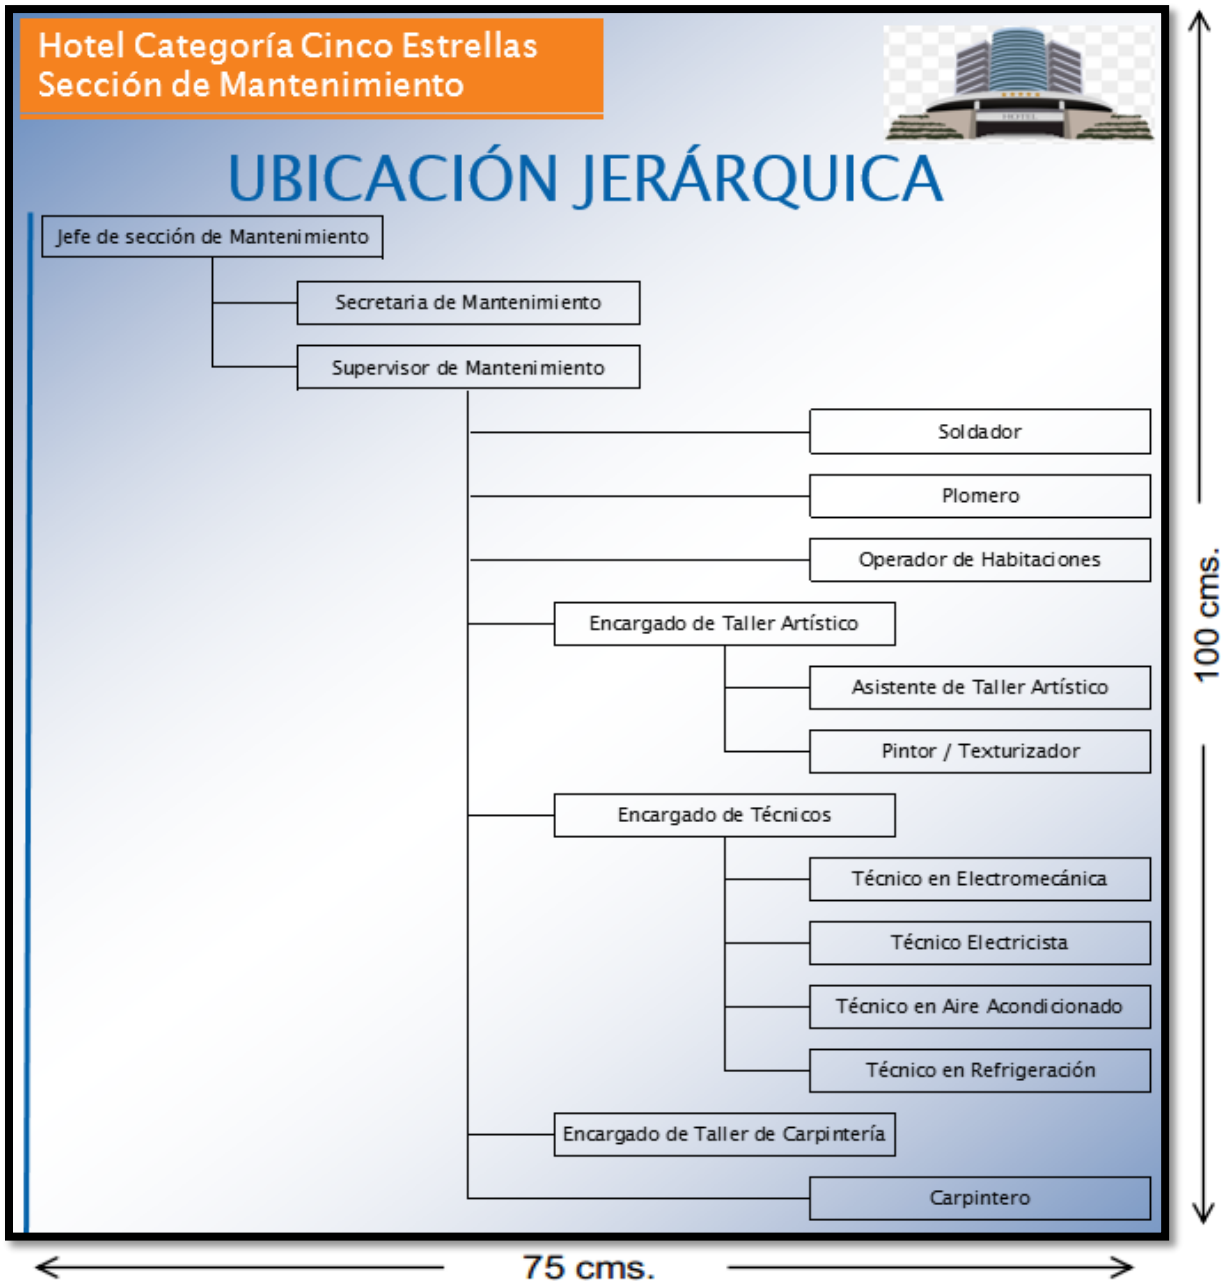 Hotel Categoría Cinco Estrellas
Sección de Mantenimiento
HOTEL
UBICACIÓN JERÁRQUICA
Jefe de sección de Mantenimiento
Secretaria de Mantenimiento
Supervisor de Mantenimiento
Soldador
Plomero
Operador de Habitaciones
Encargado de Taller Artístico
Asistente de Taller Artístico
Pintor / Texturizador
Encargado de Técnicos
Técnico en Electromecánica
Técnico Electricista
Técnico en Aire Acondicionado
Técnico en Refrigeración
Encargado de Taller de Carpintería
Carpintero
100 cms.
75 cms.